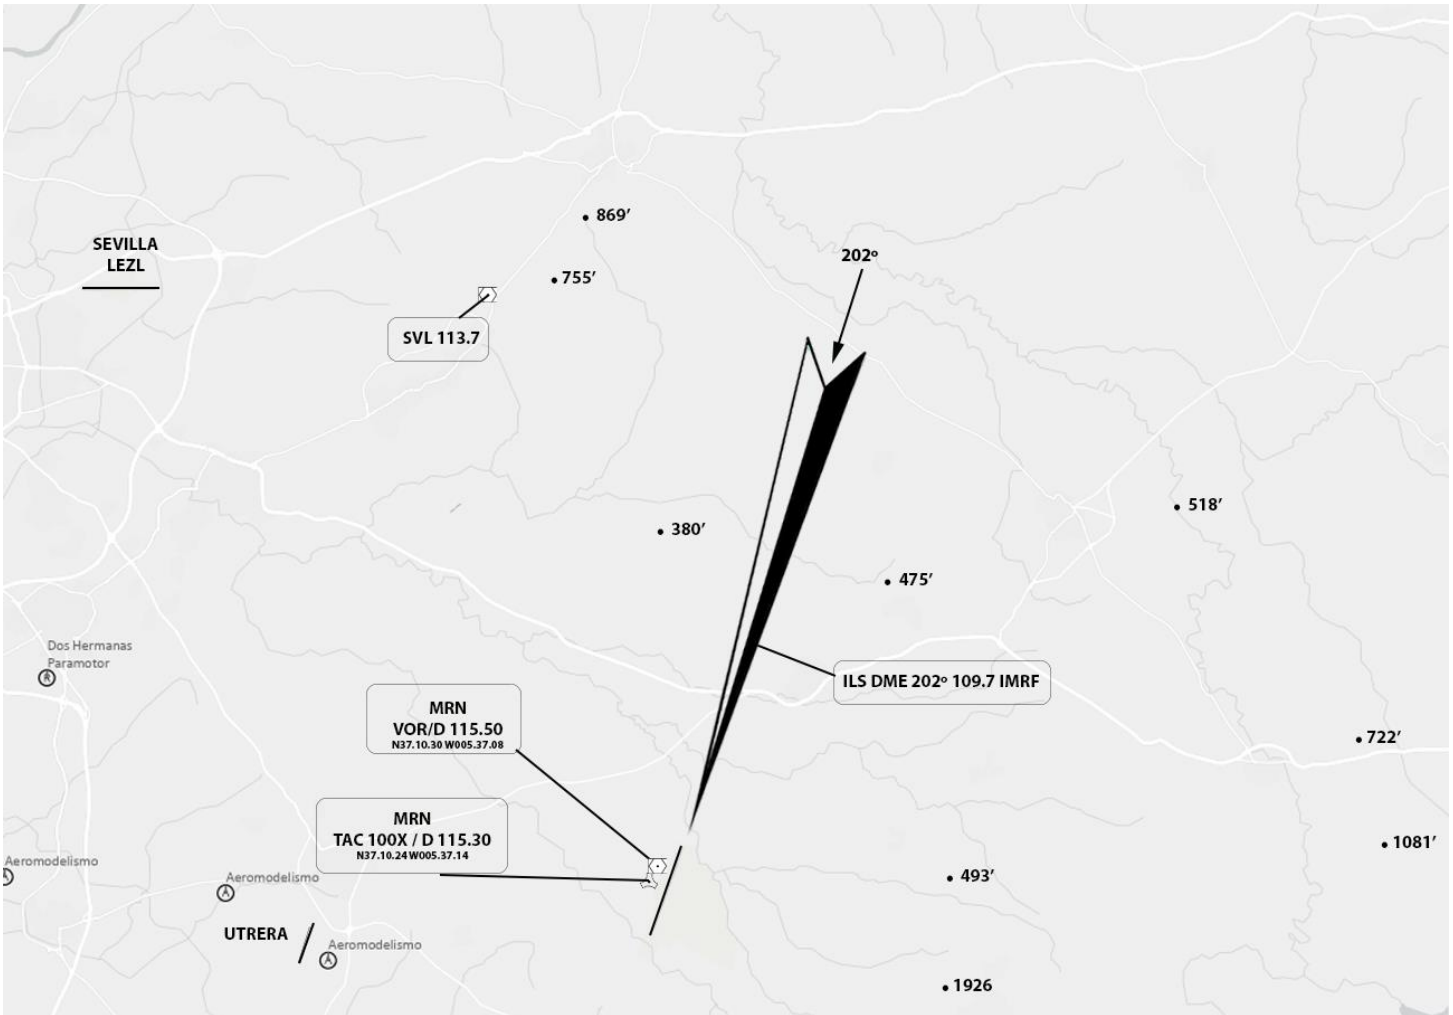 869’
SEVILLA
LEZL
202º
755’
SVL 113.7
518’
380’
475’
Dos Hermanas
Paramotor
ILS DME 202º 109.7 IMRF
MRN
VOR/D 115.50
N37.10.30 W005.37.08
722’
MRN
TAC 100X / D 115.30
N37.10.24 W005.37.14
1081’
Aeromodelismo
Aeromodelismo
493’
UTRERA
Aeromodelismo
1926